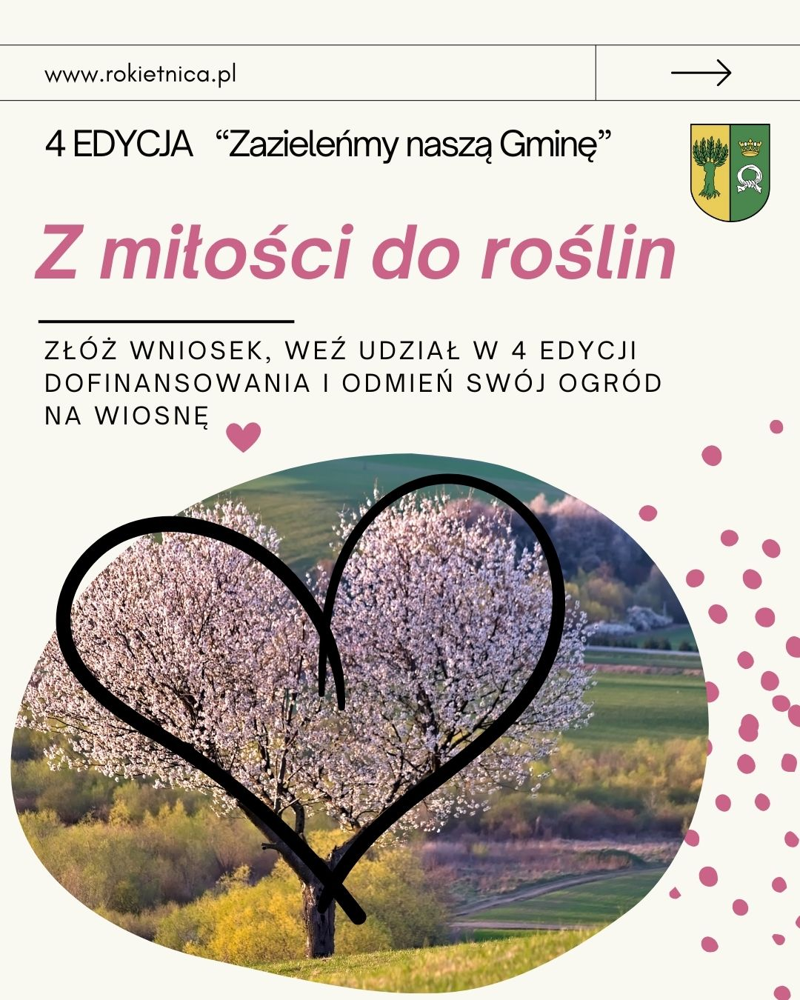 www.rokietnica.pl
4 EDYCJA “Zazieleńmy naszą Gminę”
Z miłości do roślin
ZŁÓŻ WNIOSEK, WEŹ UDZIAŁ W 4 EDYCJI
DOFINANSOWANIA I ODMIEŃ SWÓJ OGRÓD
NA WIOSNĘ